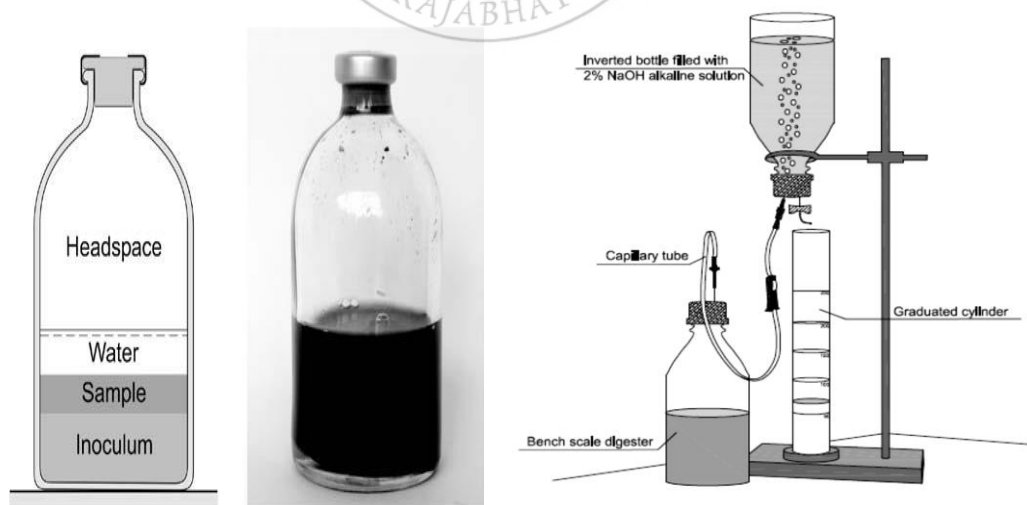 RAJABHAT
Headspace
Water
Sample
Inoculum
Inverted bottle filled with
2% NaOH alkaline solution
Capillary tube
Graduated cylinder
Bench scale digester